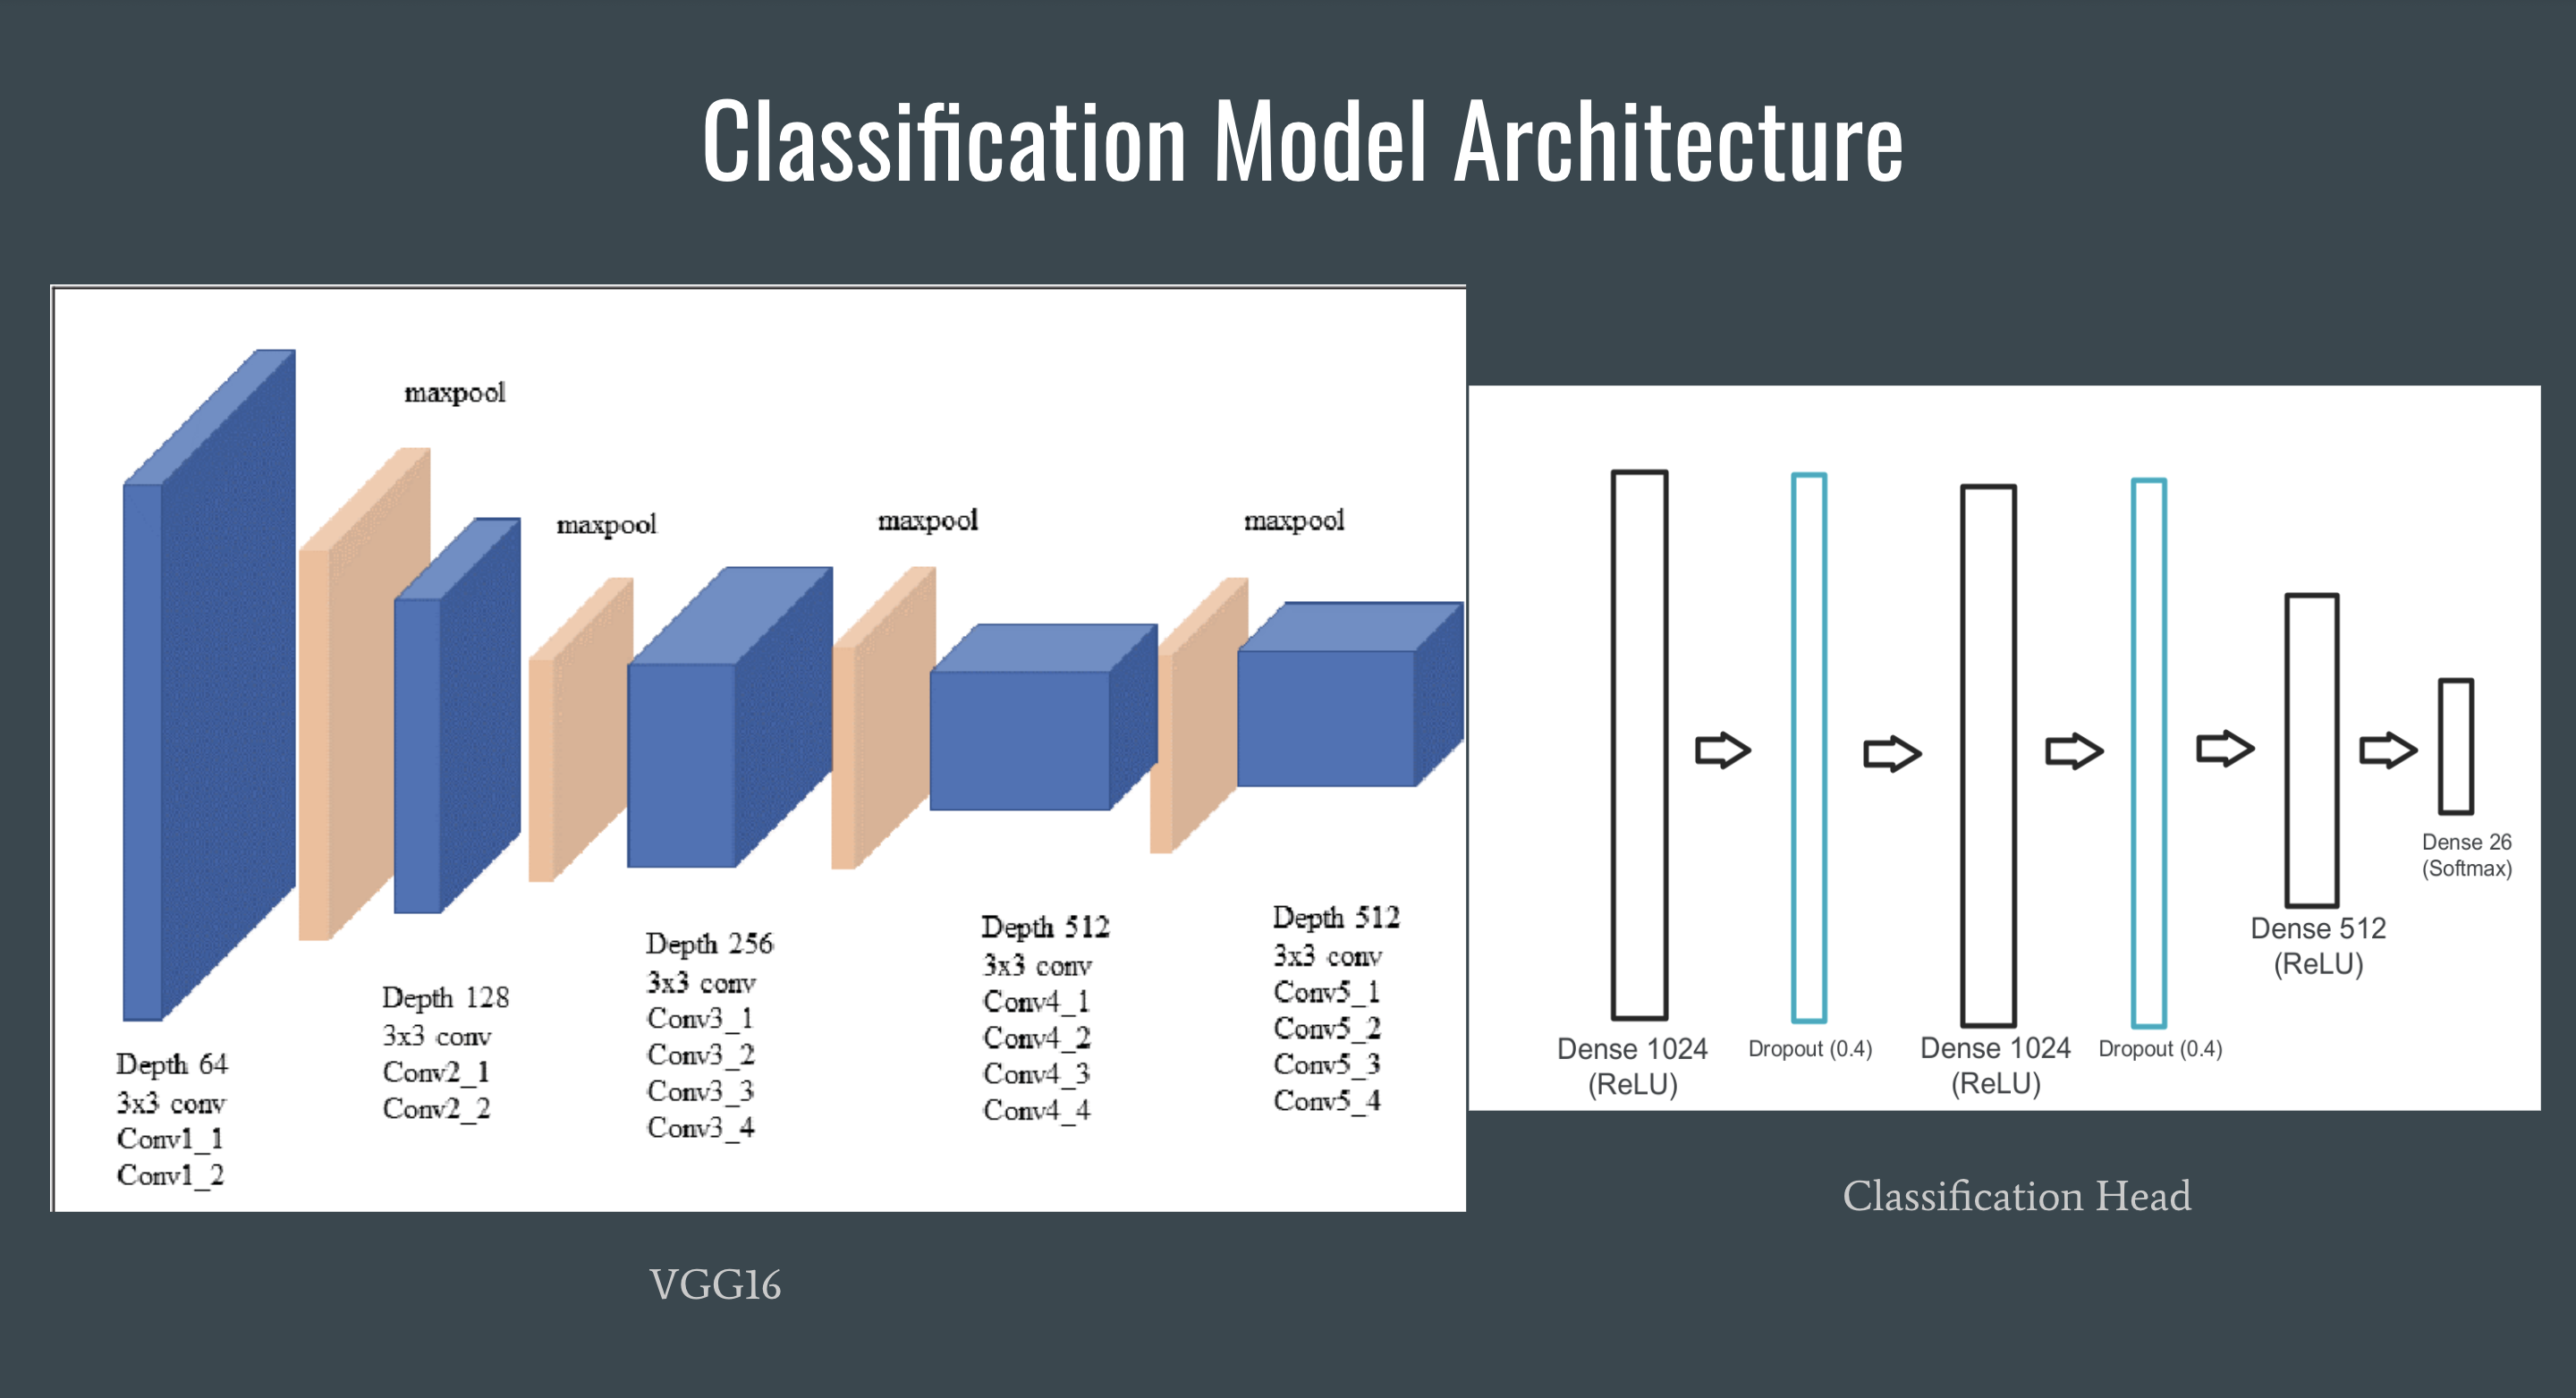 Classification Model Architecture
maxpool
maxpool
maxpool
maxpool
Depth 64
3x3 conv
Conv1_1
Conv1_2
Depth 128
3x3 conv
Conv2_1
Conv2_2
Depth 256
3x3 conv
Conv3_1
Conv3_2
Conv3_3
Conv3_4
Depth 512
3x3 conv
Conv4_1
Conv4_2
Conv4_3
Conv4_4
Depth 512
3x3 conv
Conv5_1
Conv5_2
Conv5_3
Conv5_4
VGG16
Dense 1024
(ReLU)
Dropout (0.4)
Dense 1024
(ReLU)
Dropout (0.4)
Dense 512
(ReLU)
Dense 26
(Softmax)
Classification Head